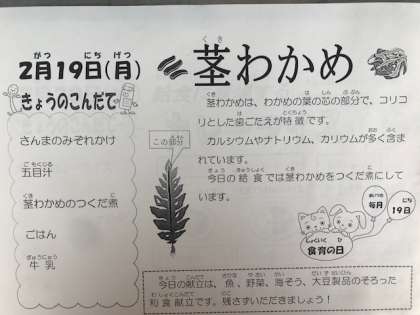 2月19日(月)
きょうのこんだて
さんまのみぞれかけ
五目汁
茎わかめのつくだ煮
ごはん
牛乳
茎わかめ
茎わかめは、わかめの葉の芯の部分で、コリコ
リとした歯ごたえが特徴です。
カルシウムやナトリウム、カリウムが多く含ま
れています。
今日の給食では茎わかめをつくだ煮にして
います。
この部分
毎月
19日
食育の日
今日の献立は、魚、野菜、海そう、大豆製品のそろった
和食献立です。残さずいただきましょう!